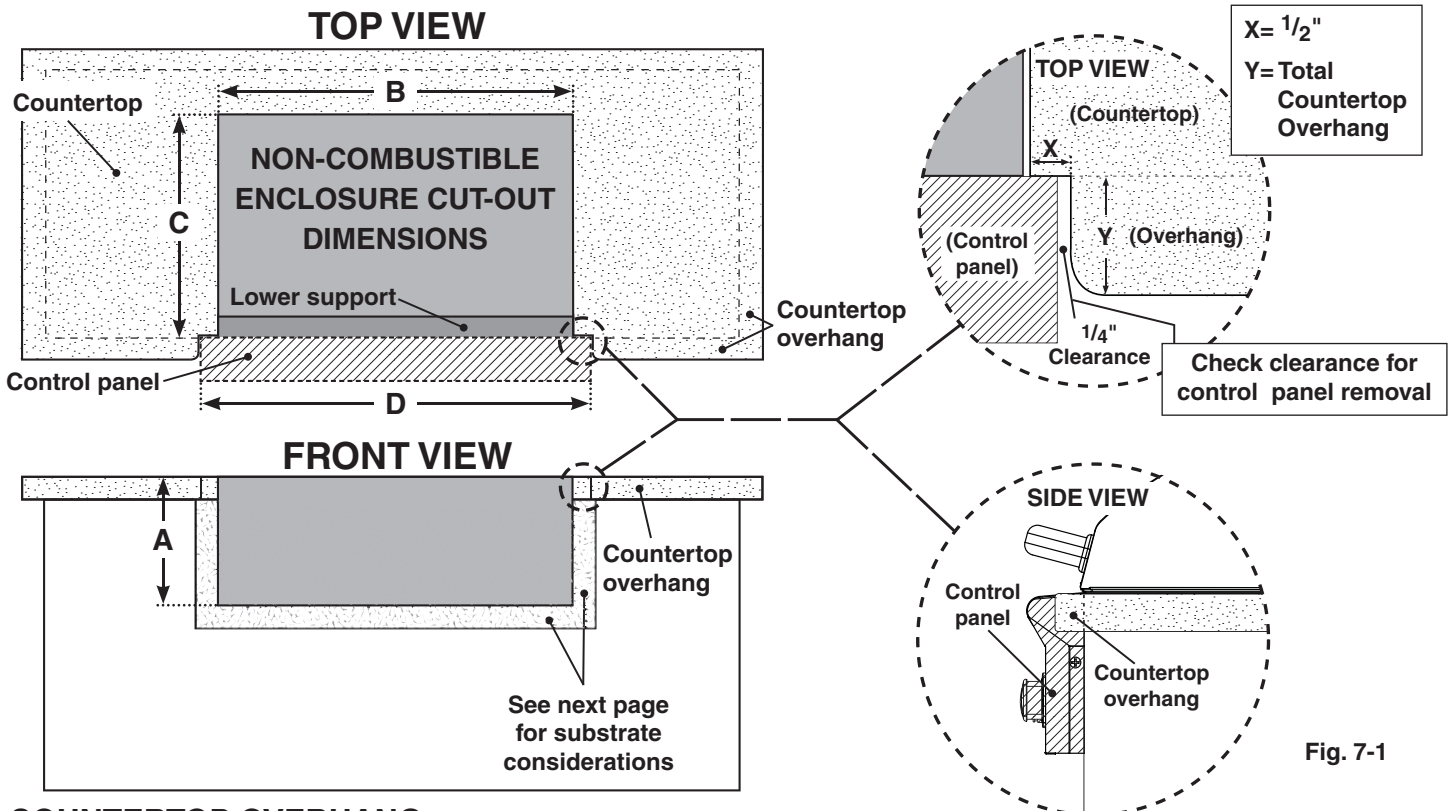 TOP VIEW
Countertop
B
NON-COMBUSTIBLE
ENCLOSURE CUT-OUT
DIMENSIONS
C
Lower support
Countertop
overhang
Control panel
D
TOP VIEW
(Countertop)
X
(Control
panel)
Y (Overhang)
1/4"
Clearance
X= 1/2"
Y= Total
Countertop
Overhang
Check clearance for
control panel removal
FRONT VIEW
A
Countertop
overhang
See next page
for substrate
considerations
SIDE VIEW
Control
panel
Countertop
overhang
Fig. 7-1